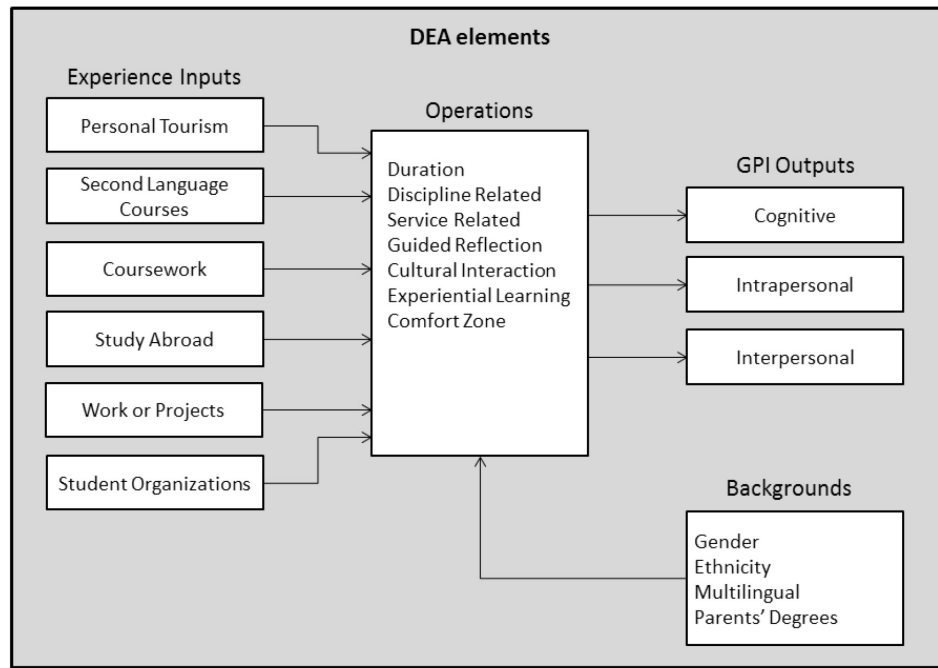 DEA elements
Experience Inputs
Personal Tourism
Second Language
Courses
Coursework
Study Abroad
Work or Projects
Student Organizations
Operations
Duration
Discipline Related
Service Related
Guided Reflection
Cultural Interaction
Experiential Learning
Comfort Zone
GPI Outputs
Cognitive
Intrapersonal
Interpersonal
Backgrounds
Gender
Ethnicity
Multilingual
Parents’ Degrees